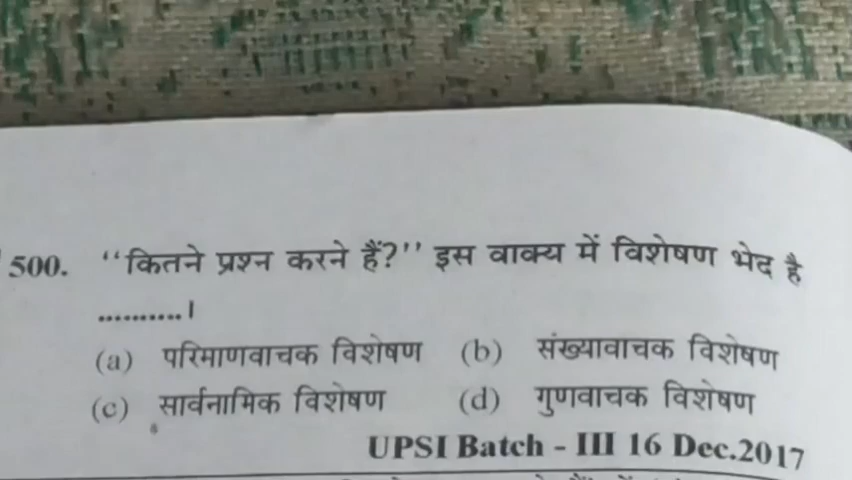 500. ‘‘कितने प्रश्न करने हैं?’’ इस वाक्य में विशेषण भेद है
..........।
(a) परिमाणवाचक विशेषण (b) संख्यावाचक विशेषण
(c) सार्वनामिक विशेषण (d) गुणवाचक विशेषण
UPSI Batch - III 16 Dec.2017